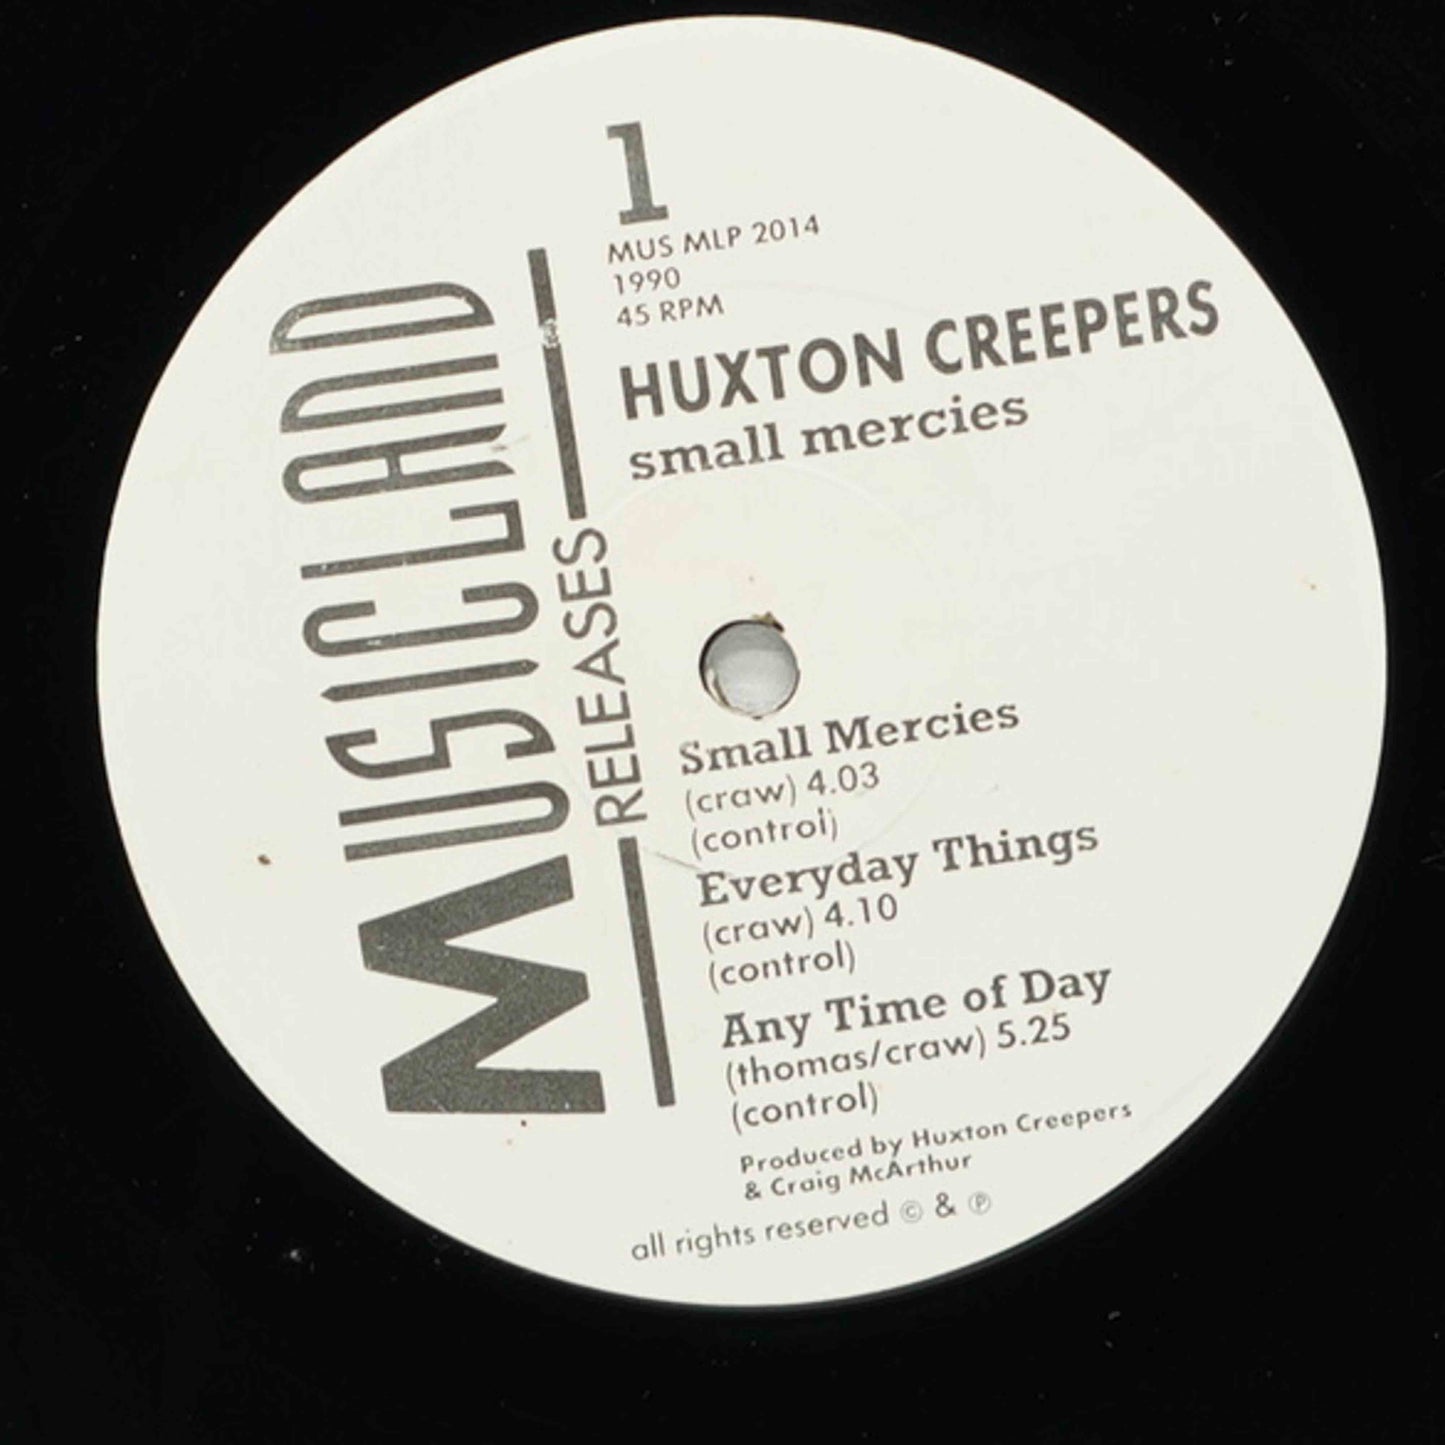 MUSICLAND
RELEASES
1
MUS MLP 2014
1990
45 RPM
HUXTON CREEPERS
small mercies
Small Mercies
(craw) 4.03
(control)
Everyday Things
(craw) 4.10
(control)
Any Time of Day
(thomas/craw) 5.25
(control)
Produced by Huxton Creepers
& Craig McArthur
all rights reserved © & ℗